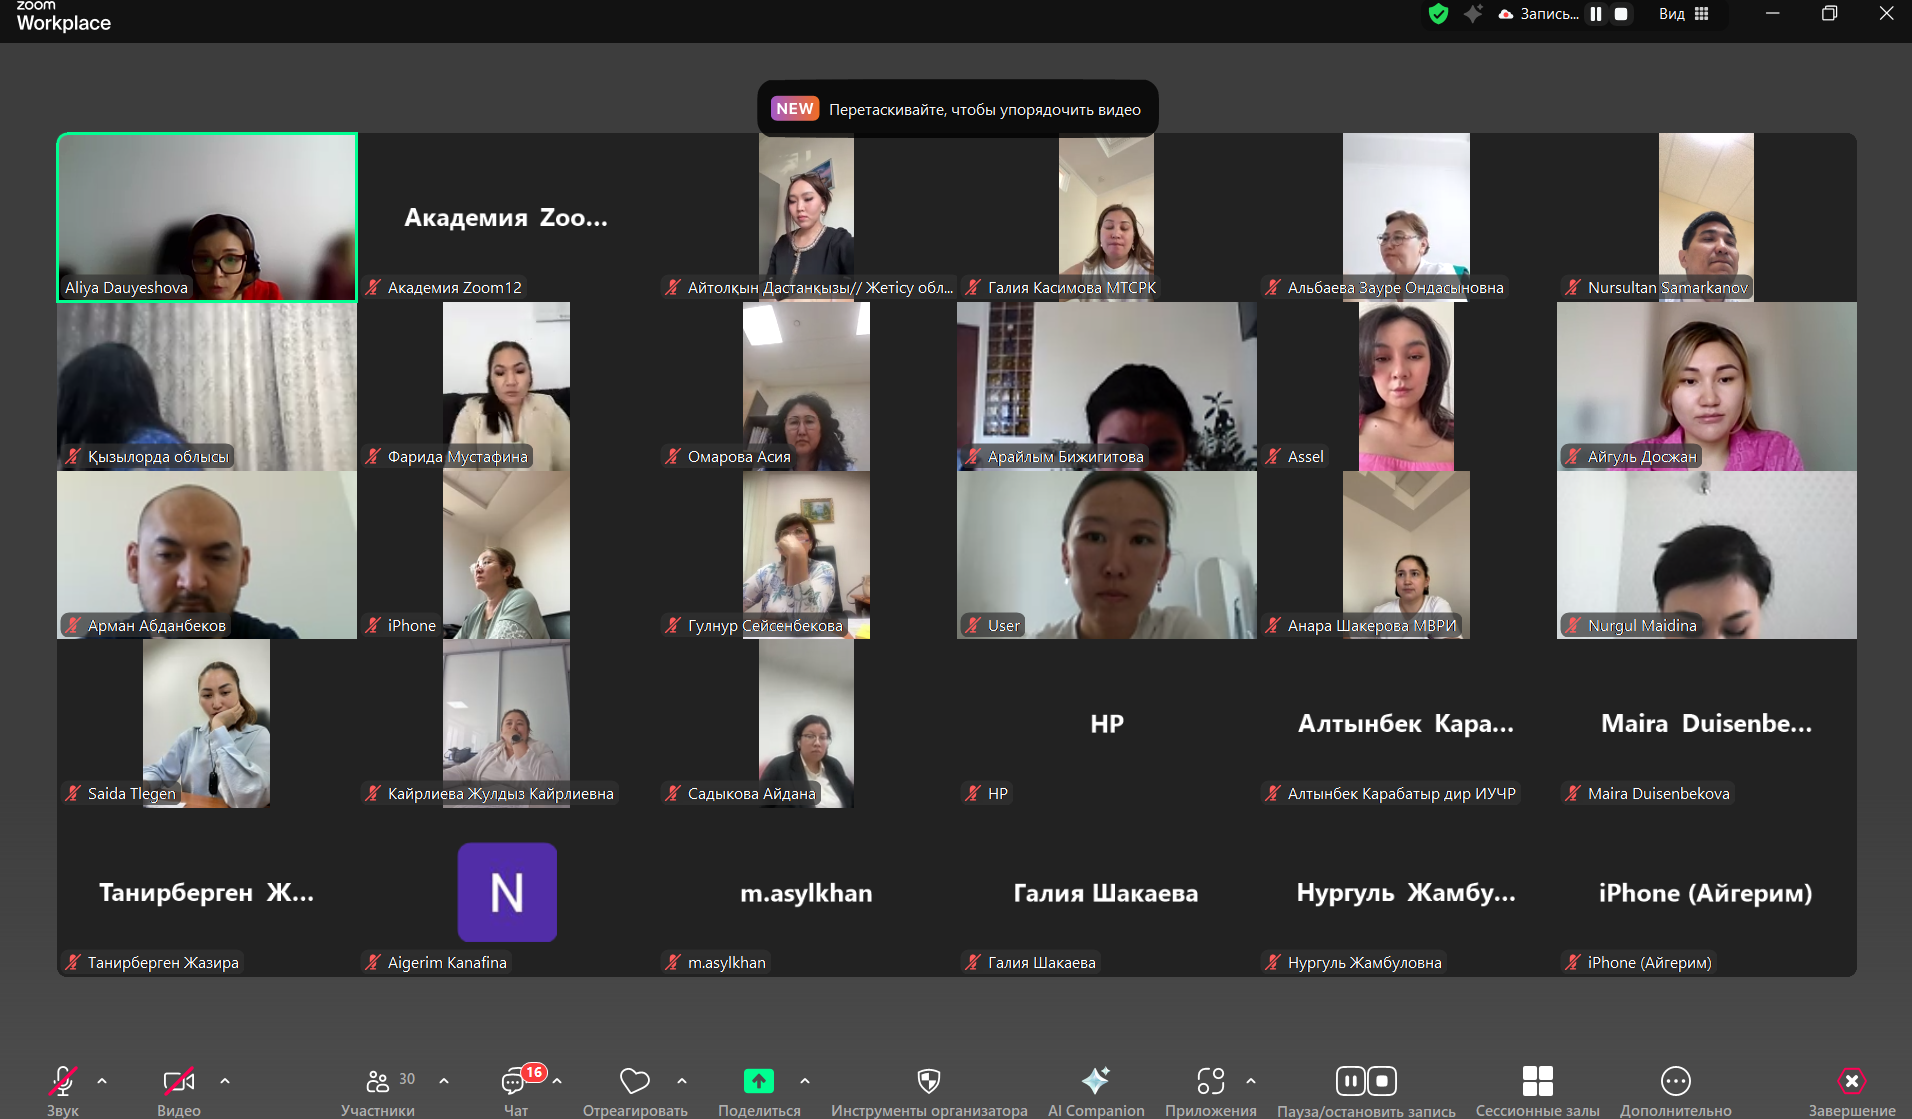 zoom
Workplace
Запись...
Вид
NEW Перетаскивайте, чтобы упорядочить видео
Aliya Dauyeshova
Академия Zoo...
Академия Zoom12
Айтолқын Дастанқызы// Жетісу обл...
Галия Касимова МТСРК
Альбаева Зауре Ондасыновна
Nursultan Samarkanov
Қызылорда облысы
Фарида Мустафина
Омарова Асия
Арайлым Бижигитова
Assel
Айгуль Досжан
Арман Абданбеков
iPhone
Гулнур Сейсенбекова
User
Анара Шакерова МВРИ
Nurgul Maidina
Saida Tlegen
Кайрлиева Жулдыз Кайрлиевна
Садыкова Айдана
HP
HP
Алтынбек Кара...
Алтынбек Карабатыр дир ИУЧР
Maira Duisenbe...
Maira Duisenbekova
Танирберген Ж...
Танирберген Жазира
N
Aigerim Kanafina
m.asylkhan
m.asylkhan
Галия Шакаева
Галия Шакаева
Нургуль Жамбу...
Нургуль Жамбуловна
iPhone (Айгерим)
iPhone (Айгерим)
Звук
Видео
30
Участники
16
Чат
Отреагировать
Поделиться
Инструменты организатора
AI Companion
Приложения
Пауза/остановить запись
Сессионные залы
Дополнительно
Завершение